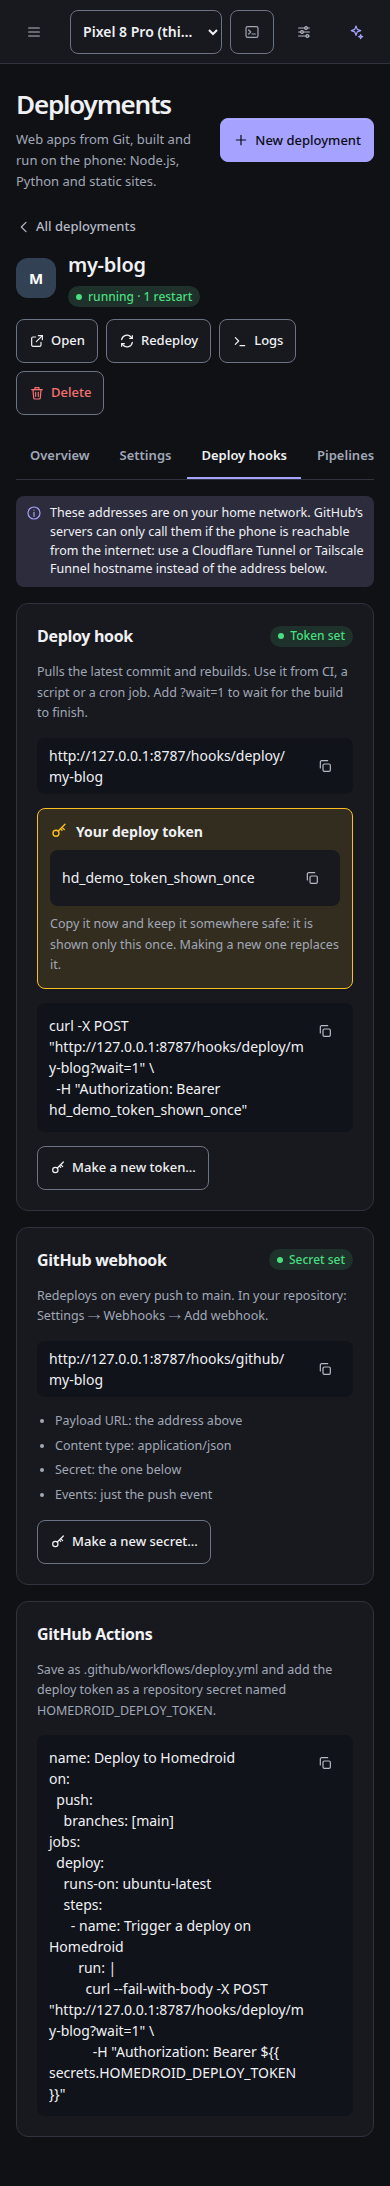 Pixel 8 Pro (thi...
Deployments
Web apps from Git, built and
run on the phone: Node.js,
Python and static sites.
New deployment
All deployments
M
my-blog
running · 1 restart
Open
Redeploy
Logs
Delete
Overview
Settings
Deploy hooks
Pipelines
These addresses are on your home network. GitHub's
servers can only call them if the phone is reachable
from the internet: use a Cloudflare Tunnel or Tailscale
Funnel hostname instead of the address below.
Deploy hook
Token set
Pulls the latest commit and rebuilds. Use it from CI, a
script or a cron job. Add ?wait=1 to wait for the build
to finish.
http://127.0.0.1:8787/hooks/deploy/
my-blog
Your deploy token
hd_demo_token_shown_once
Copy it now and keep it somewhere safe: it is
shown only this once. Making a new one replaces
it.
curl -X POST
"http://127.0.0.1:8787/hooks/deploy/m
y-blog?wait=1" \
-H "Authorization: Bearer
hd_demo_token_shown_once"
Make a new token...
GitHub webhook
Secret set
Redeploys on every push to main. In your repository:
Settings → Webhooks → Add webhook.
http://127.0.0.1:8787/hooks/github/
my-blog
• Payload URL: the address above
• Content type: application/json
• Secret: the one below
• Events: just the push event
Make a new secret...
GitHub Actions
Save as .github/workflows/deploy.yml and add the
deploy token as a repository secret named
HOMEDROID_DEPLOY_TOKEN.
name: Deploy to Homedroid
on:
push:
branches: [main]
jobs:
deploy:
runs-on: ubuntu-latest
steps:
- name: Trigger a deploy on
Homedroid
run: |
curl --fail-with-body -X POST
"http://127.0.0.1:8787/hooks/deploy/m
y-blog?wait=1" \
-H "Authorization: Bearer ${{
secrets.HOMEDROID_DEPLOY_TOKEN
}}"